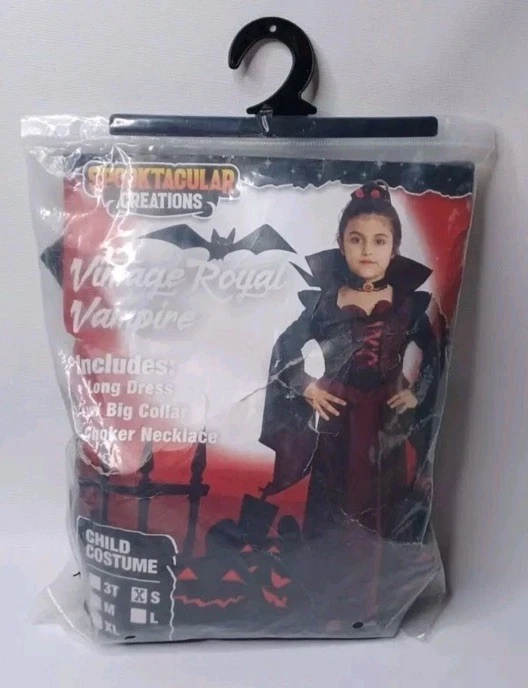 SPOOKTACULAR
CREATIONS
Vintage Royal
Vampire
Includes:
Long Dress
w/ Big Collar
Choker Necklace
CHILD
COSTUME
3T X S
M L
XL